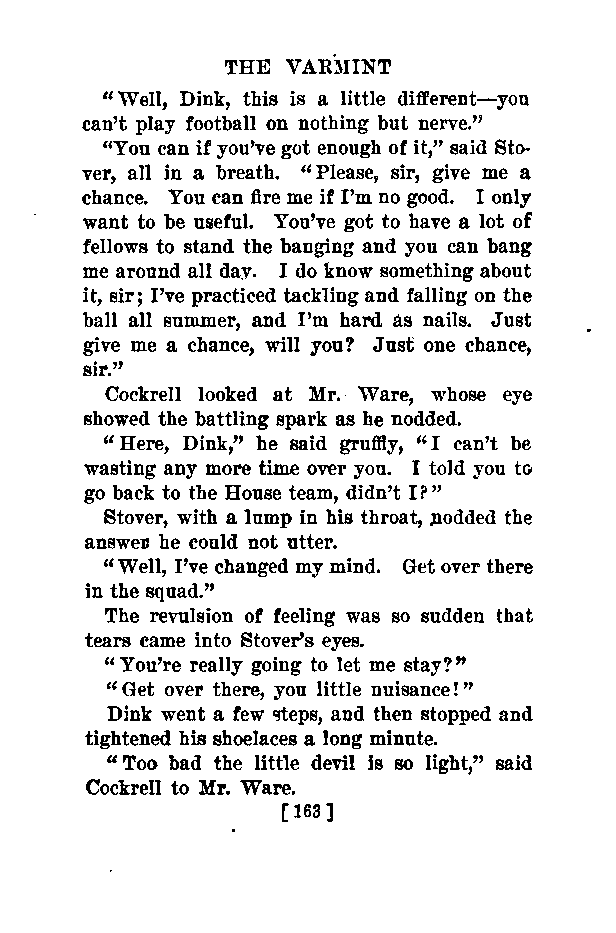 THE VARMINT
"Well, Dink, this is a little different—you
can't play football on nothing but nerve."
"You can if you've got enough of it," said Sto-
ver, all in a breath. "Please, sir, give me a
chance. You can fire me if I'm no good. I only
want to be useful. You've got to have a lot of
fellows to stand the banging and you can bang
me around all day. I do know something about
it, sir; I've practiced tackling and falling on the
ball all summer, and I'm hard as nails. Just
give me a chance, will you? Just one chance,
sir."
Cockrell looked at Mr. Ware, whose eye
showed the battling spark as he nodded.
"Here, Dink," he said gruffly, "I can't be
wasting any more time over you. I told you to
go back to the House team, didn't I?"
Stover, with a lump in his throat, nodded the
answer he could not utter.
"Well, I've changed my mind. Get over there
in the squad."
The revulsion of feeling was so sudden that
tears came into Stover's eyes.
"You're really going to let me stay?"
"Get over there, you little nuisance!"
Dink went a few steps, and then stopped and
tightened his shoelaces a long minute.
"Too bad the little devil is so light," said
Cockrell to Mr. Ware.
[163]